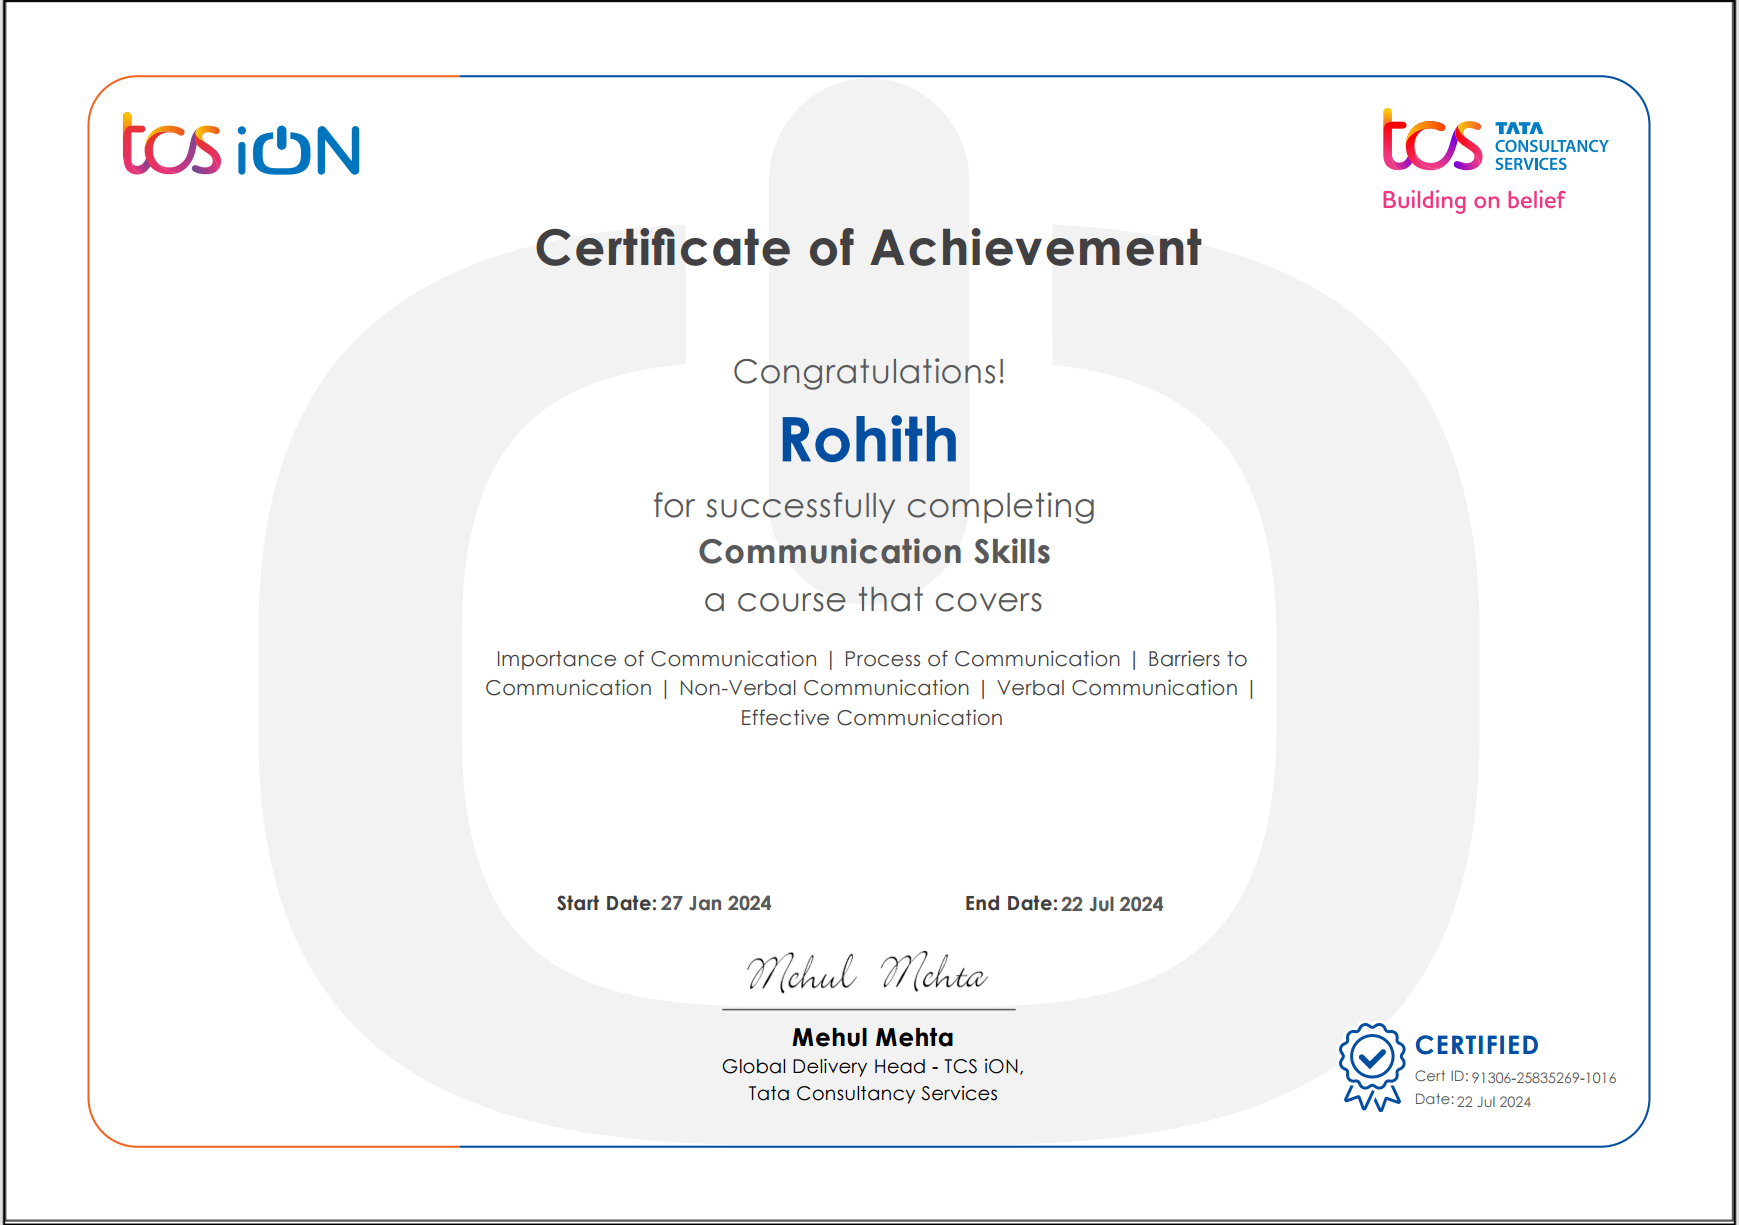 tcs iON
tcs TATA
CONSULTANCY
SERVICES
Building on belief
Certificate of Achievement
Congratulations!
Rohith
for successfully completing
Communication Skills
a course that covers
Importance of Communication | Process of Communication | Barriers to
Communication | Non-Verbal Communication | Verbal Communication |
Effective Communication
Start Date: 27 Jan 2024 End Date: 22 Jul 2024
Mehul Mehta
Mehul Mehta
Global Delivery Head - TCS iON,
Tata Consultancy Services
CERTIFIED
Cert ID: 91306-25835269-1016
Date: 22 Jul 2024